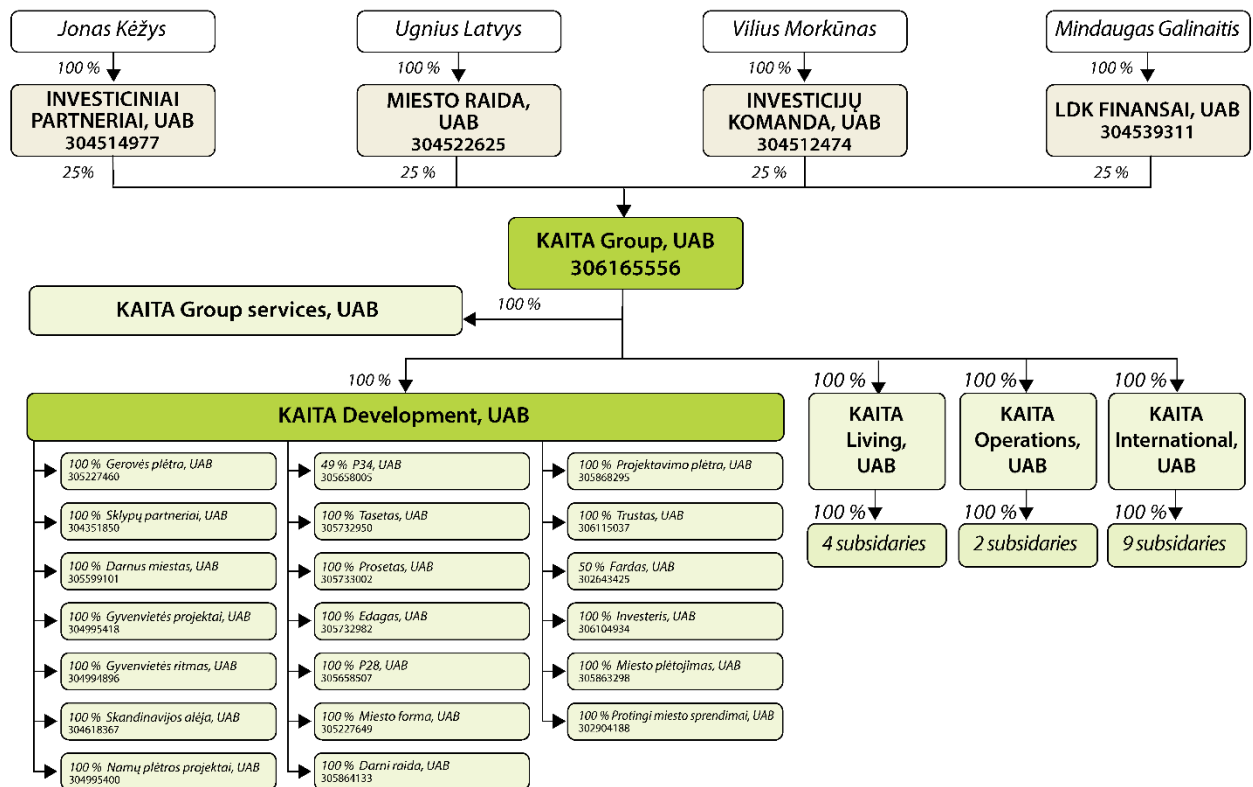 Jonas Kėžys
Ugnius Latvys
Vilius Morkūnas
Mindaugas Galinaitis
100 %
100 %
100 %
100 %
INVESTICINIAI
PARTNERIAI, UAB
304514977
MIESTO RAIDA,
UAB
304522625
INVESTICIJŲ
KOMANDA, UAB
304512474
LDK FINANSAI, UAB
304539311
25%
25 %
25 %
25 %
KAITA Group, UAB
306165556
KAITA Group services, UAB
100 %
100 %
KAITA Development, UAB
100 % Gerovės plėtra, UAB
305227460
100 % Sklypų partneriai, UAB
304351850
100 % Darnus miestas, UAB
305599101
100 % Gyvenvietės projektai, UAB
304995418
100 % Gyvenvietės ritmas, UAB
304994896
100 % Skandinavijos alėja, UAB
304618367
100 % Namų plėtros projektai, UAB
304995400
49 % P34, UAB
305658005
100 % Tasetas, UAB
305732950
100 % Prosetas, UAB
305733002
100 % Edagas, UAB
305732982
100 % P28, UAB
305658507
100 % Miesto forma, UAB
305227649
100 % Darni raida, UAB
305864133
100 % Projektavimo plėtra, UAB
305868295
100 % Trustas, UAB
306115037
50 % Fardas, UAB
302643425
100 % Investeris, UAB
306104934
100 % Miesto plėtojimas, UAB
305863298
100 % Protingi miesto sprendimai, UAB
302904188
100 %
KAITA
Living,
UAB
100 %
4 subsidaries
100 %
KAITA
Operations,
UAB
100 %
2 subsidaries
100 %
KAITA
International,
UAB
100 %
9 subsidaries